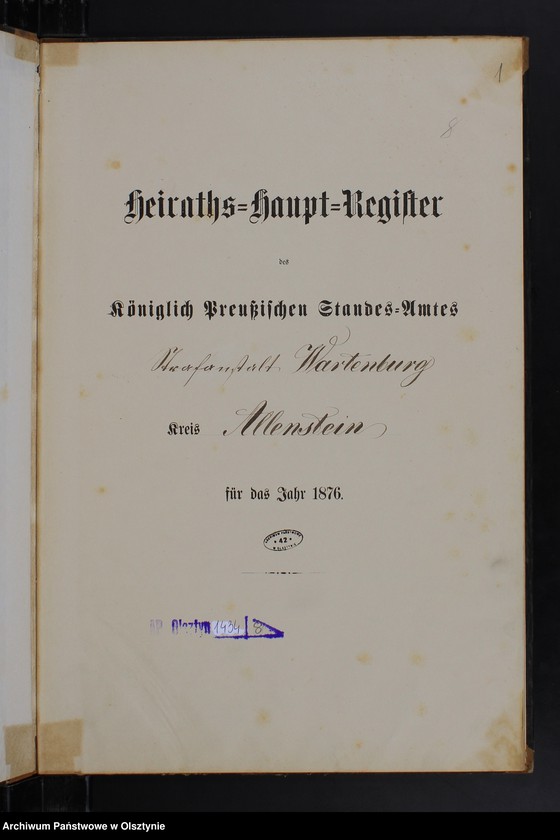 1
8
Heiraths=Haupt=Register
des
Königlich Preußischen Standes=Amtes
Strafanstalt Wartenburg
Kreis Allenstein
für das Jahr 1876.
* 42 *
AP Olsztyn 1434 8
Archiwum Państwowe w Olsztynie